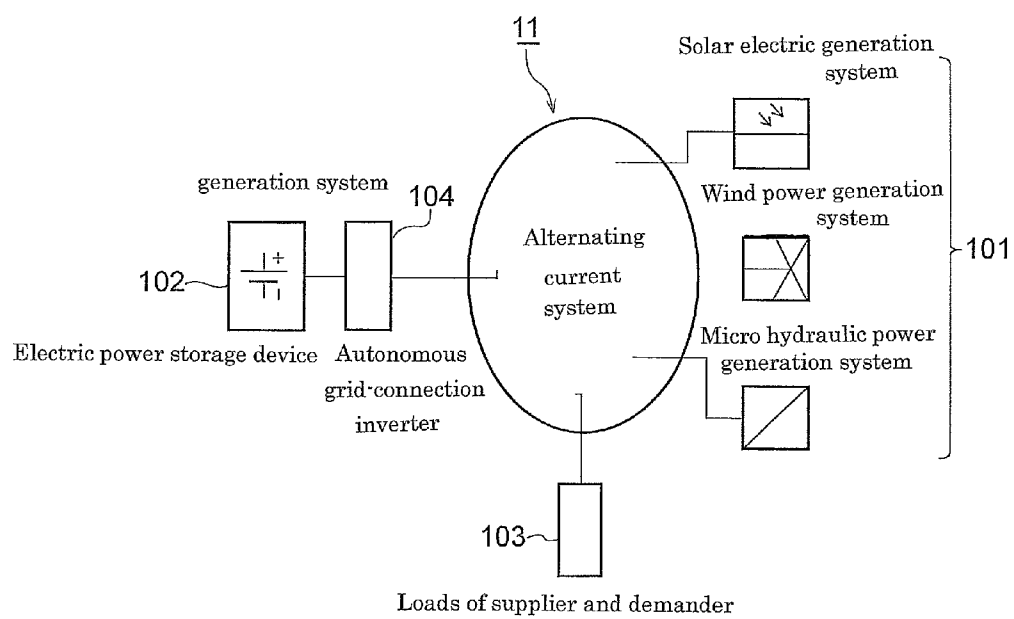 11
Solar electric generation
system
generation system
104
Wind power generation
system
Alternating
current
system
102
101
Micro hydraulic power
generation system
Electric power storage device
Autonomous
grid-connection
inverter
103
Loads of supplier and demander